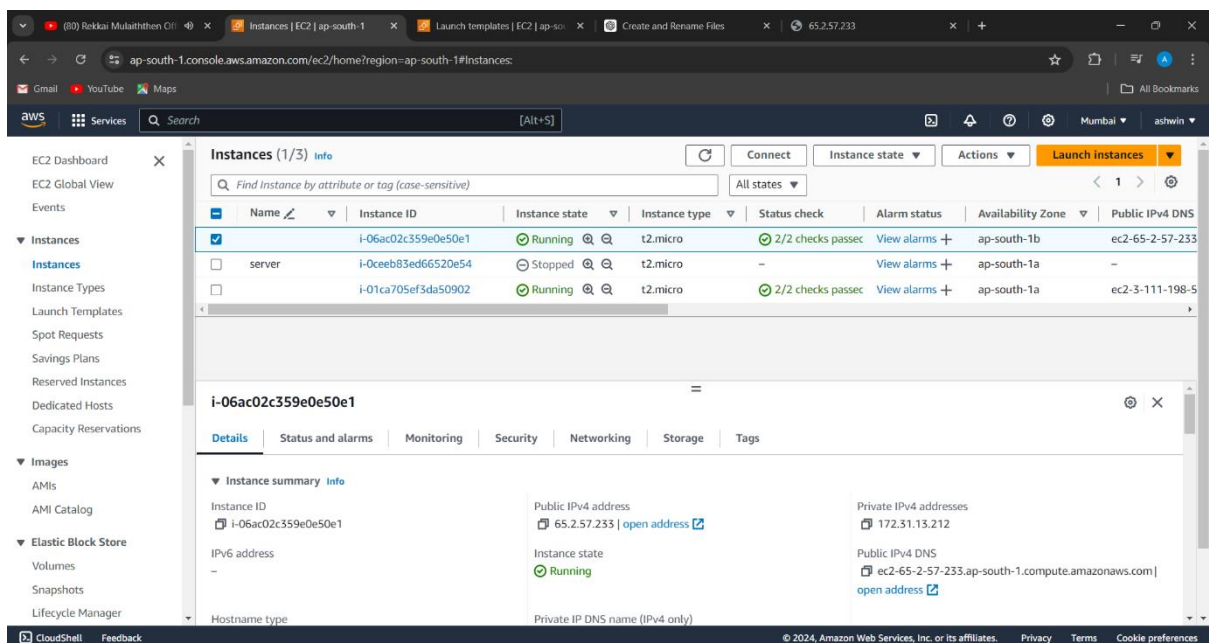 (80) Rekkai Mulaiththen Off
Instances | EC2 | ap-south-1
Launch templates | EC2 | ap-sou
Create and Rename Files
65.2.57.233
ap-south-1.console.aws.amazon.com/ec2/home?region=ap-south-1#Instances:
A
Gmail YouTube Maps All Bookmarks
aws Services Search [Alt+S] Mumbai ashwin
EC2 Dashboard
EC2 Global View
Events
Instances
Instances
Instance Types
Launch Templates
Spot Requests
Savings Plans
Reserved Instances
Dedicated Hosts
Capacity Reservations
Images
AMIs
AMI Catalog
Elastic Block Store
Volumes
Snapshots
Lifecycle Manager
Instances (1/3) Info Connect Instance state Actions Launch instances
Find Instance by attribute or tag (case-sensitive) All states 1
Name Instance ID Instance state Instance type Status check Alarm status Availability Zone Public IPv4 DNS
i-06ac02c359e0e50e1 Running t2.micro 2/2 checks passec View alarms + ap-south-1b ec2-65-2-57-233
server i-0ceeb83ed66520e54 Stopped t2.micro – View alarms + ap-south-1a –
i-01ca705ef3da50902 Running t2.micro 2/2 checks passec View alarms + ap-south-1a ec2-3-111-198-5
i-06ac02c359e0e50e1
Details Status and alarms Monitoring Security Networking Storage Tags
Instance summary Info
Instance ID Public IPv4 address Private IPv4 addresses
i-06ac02c359e0e50e1 65.2.57.233 | open address 172.31.13.212
IPv6 address Instance state Public IPv4 DNS
– Running ec2-65-2-57-233.ap-south-1.compute.amazonaws.com |
open address
Hostname type Private IP DNS name (IPv4 only)
CloudShell Feedback © 2024, Amazon Web Services, Inc. or its affiliates. Privacy Terms Cookie preferences